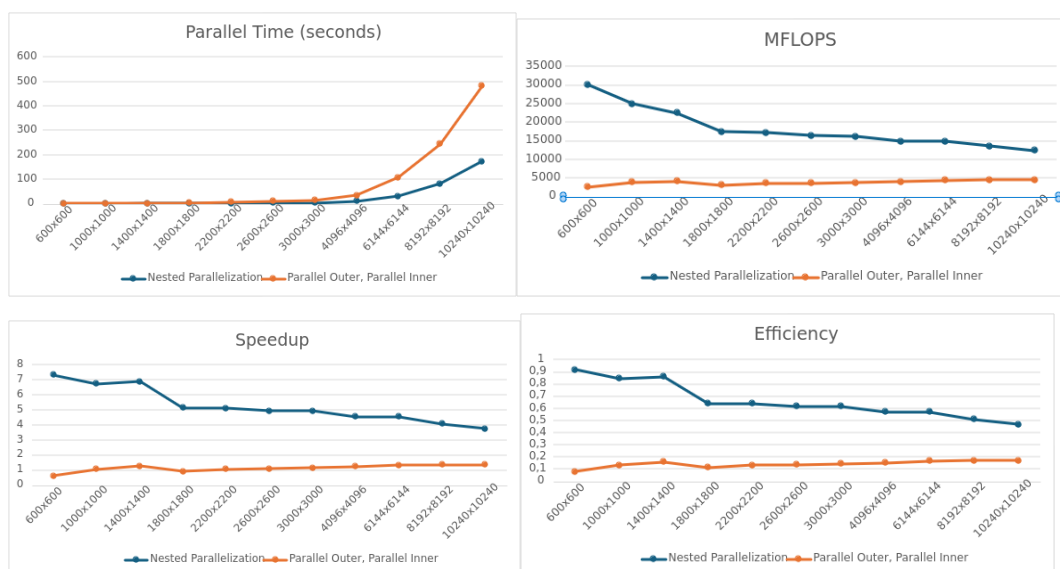 Parallel Time (seconds)
600
500
400
300
200
100
0
600x600
1000x1000
1400x1400
1800x1800
2200x2200
2600x2600
3000x3000
4096x4096
6144x6144
8192x8192
10240x10240
Nested Parallelization
Parallel Outer, Parallel Inner
MFLOPS
35000
30000
25000
20000
15000
10000
5000
0
600x600
1000x1000
1400x1400
1800x1800
2200x2200
2600x2600
3000x3000
4096x4096
6144x6144
8192x8192
10240x10240
Nested Parallelization
Parallel Outer, Parallel Inner
Speedup
8
7
6
5
4
3
2
1
0
600x600
1000x1000
1400x1400
1800x1800
2200x2200
2600x2600
3000x3000
4096x4096
6144x6144
8192x8192
10240x10240
Nested Parallelization
Parallel Outer, Parallel Inner
Efficiency
1
0,9
0,8
0,7
0,6
0,5
0,4
0,3
0,2
0,1
0
600x600
1000x1000
1400x1400
1800x1800
2200x2200
2600x2600
3000x3000
4096x4096
6144x6144
8192x8192
10240x10240
Nested Parallelization
Parallel Outer, Parallel Inner